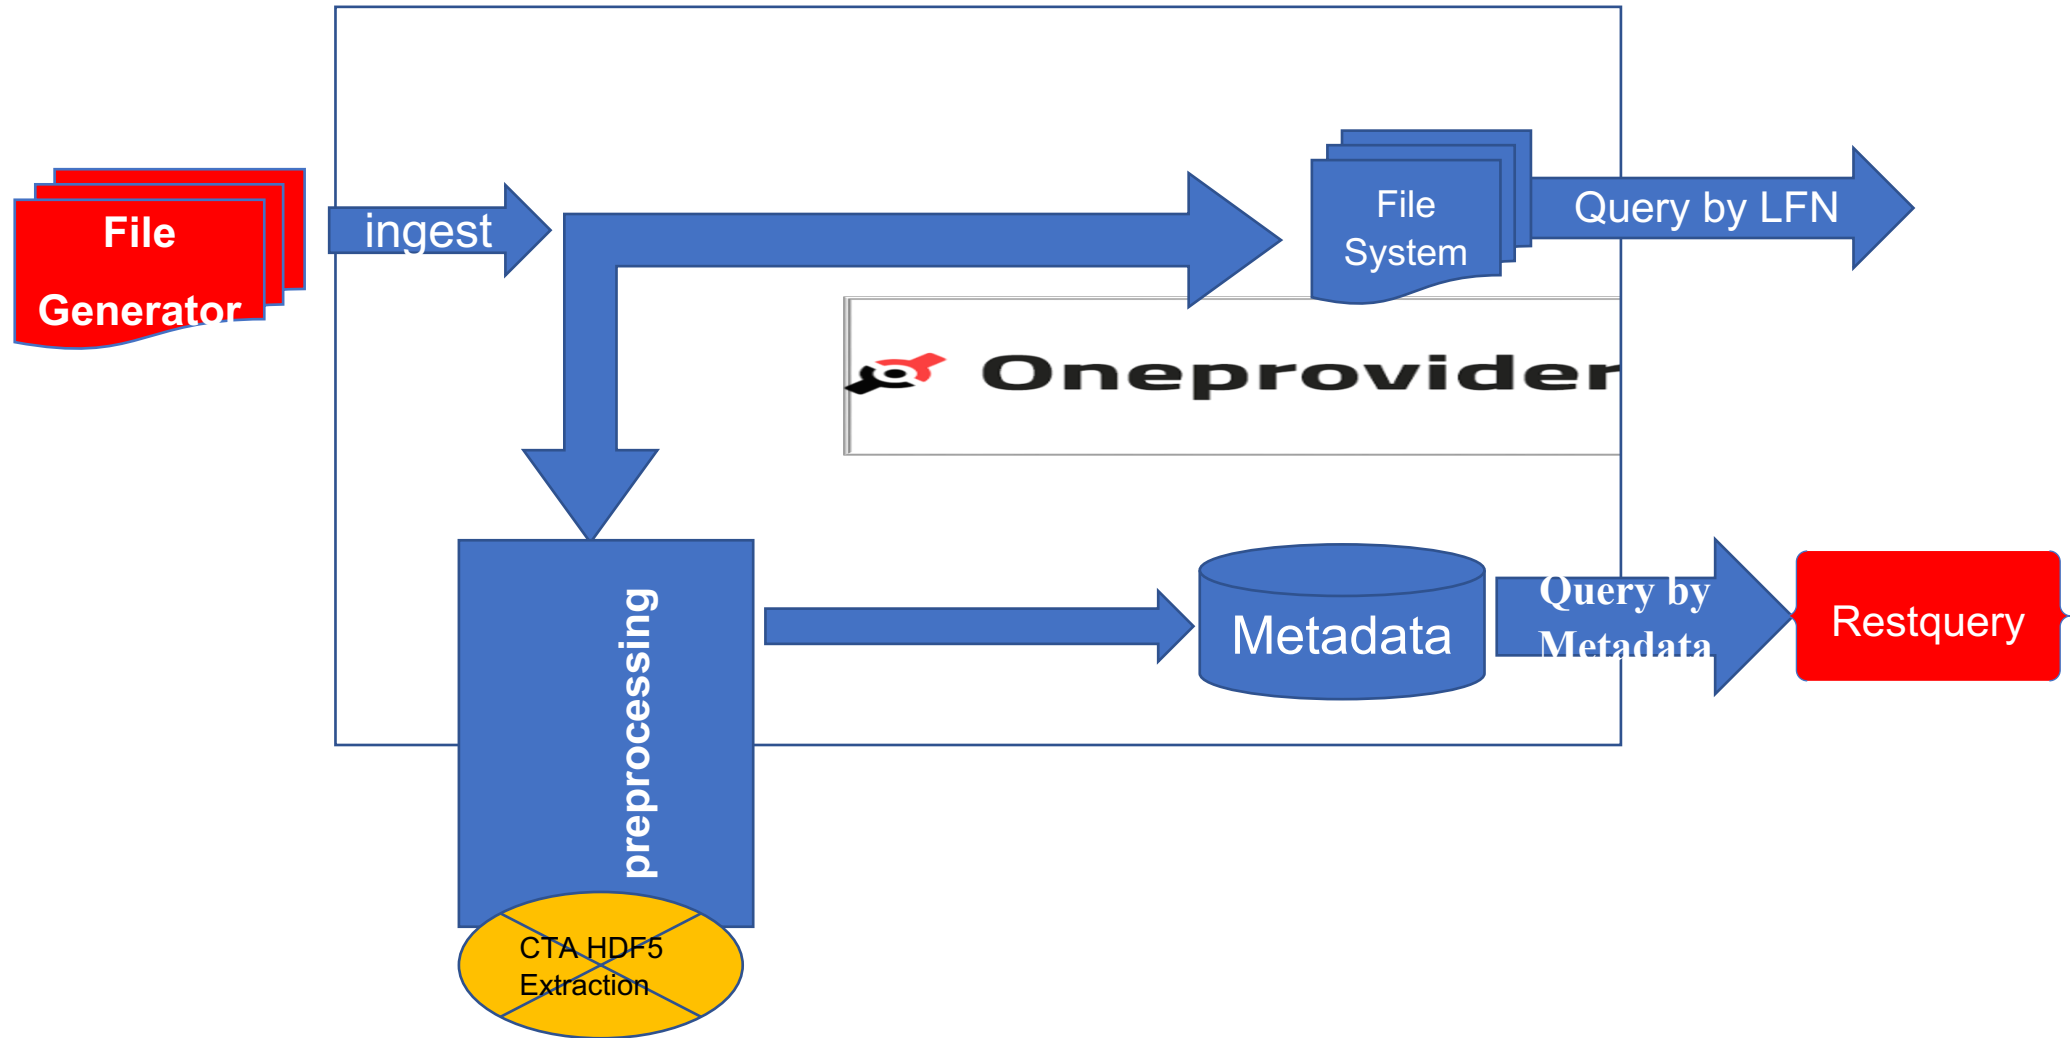 File
Generator
ingest
File
System
Query by LFN
Oneprovider
preprocessing
Metadata
Query by
Metadata
Restquery
CTA HDF5
Extraction